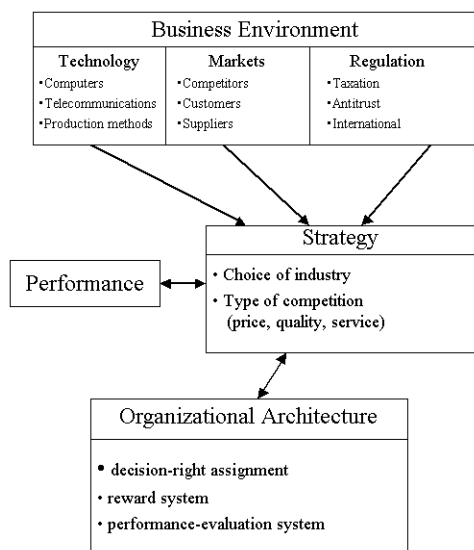 Business Environment
Technology
•Computers
•Telecommunications
•Production methods
Markets
•Competitors
•Customers
•Suppliers
Regulation
•Taxation
•Antitrust
•International
Strategy
• Choice of industry
• Type of competition
(price, quality, service)
Performance
Organizational Architecture
• decision-right assignment
• reward system
• performance-evaluation system